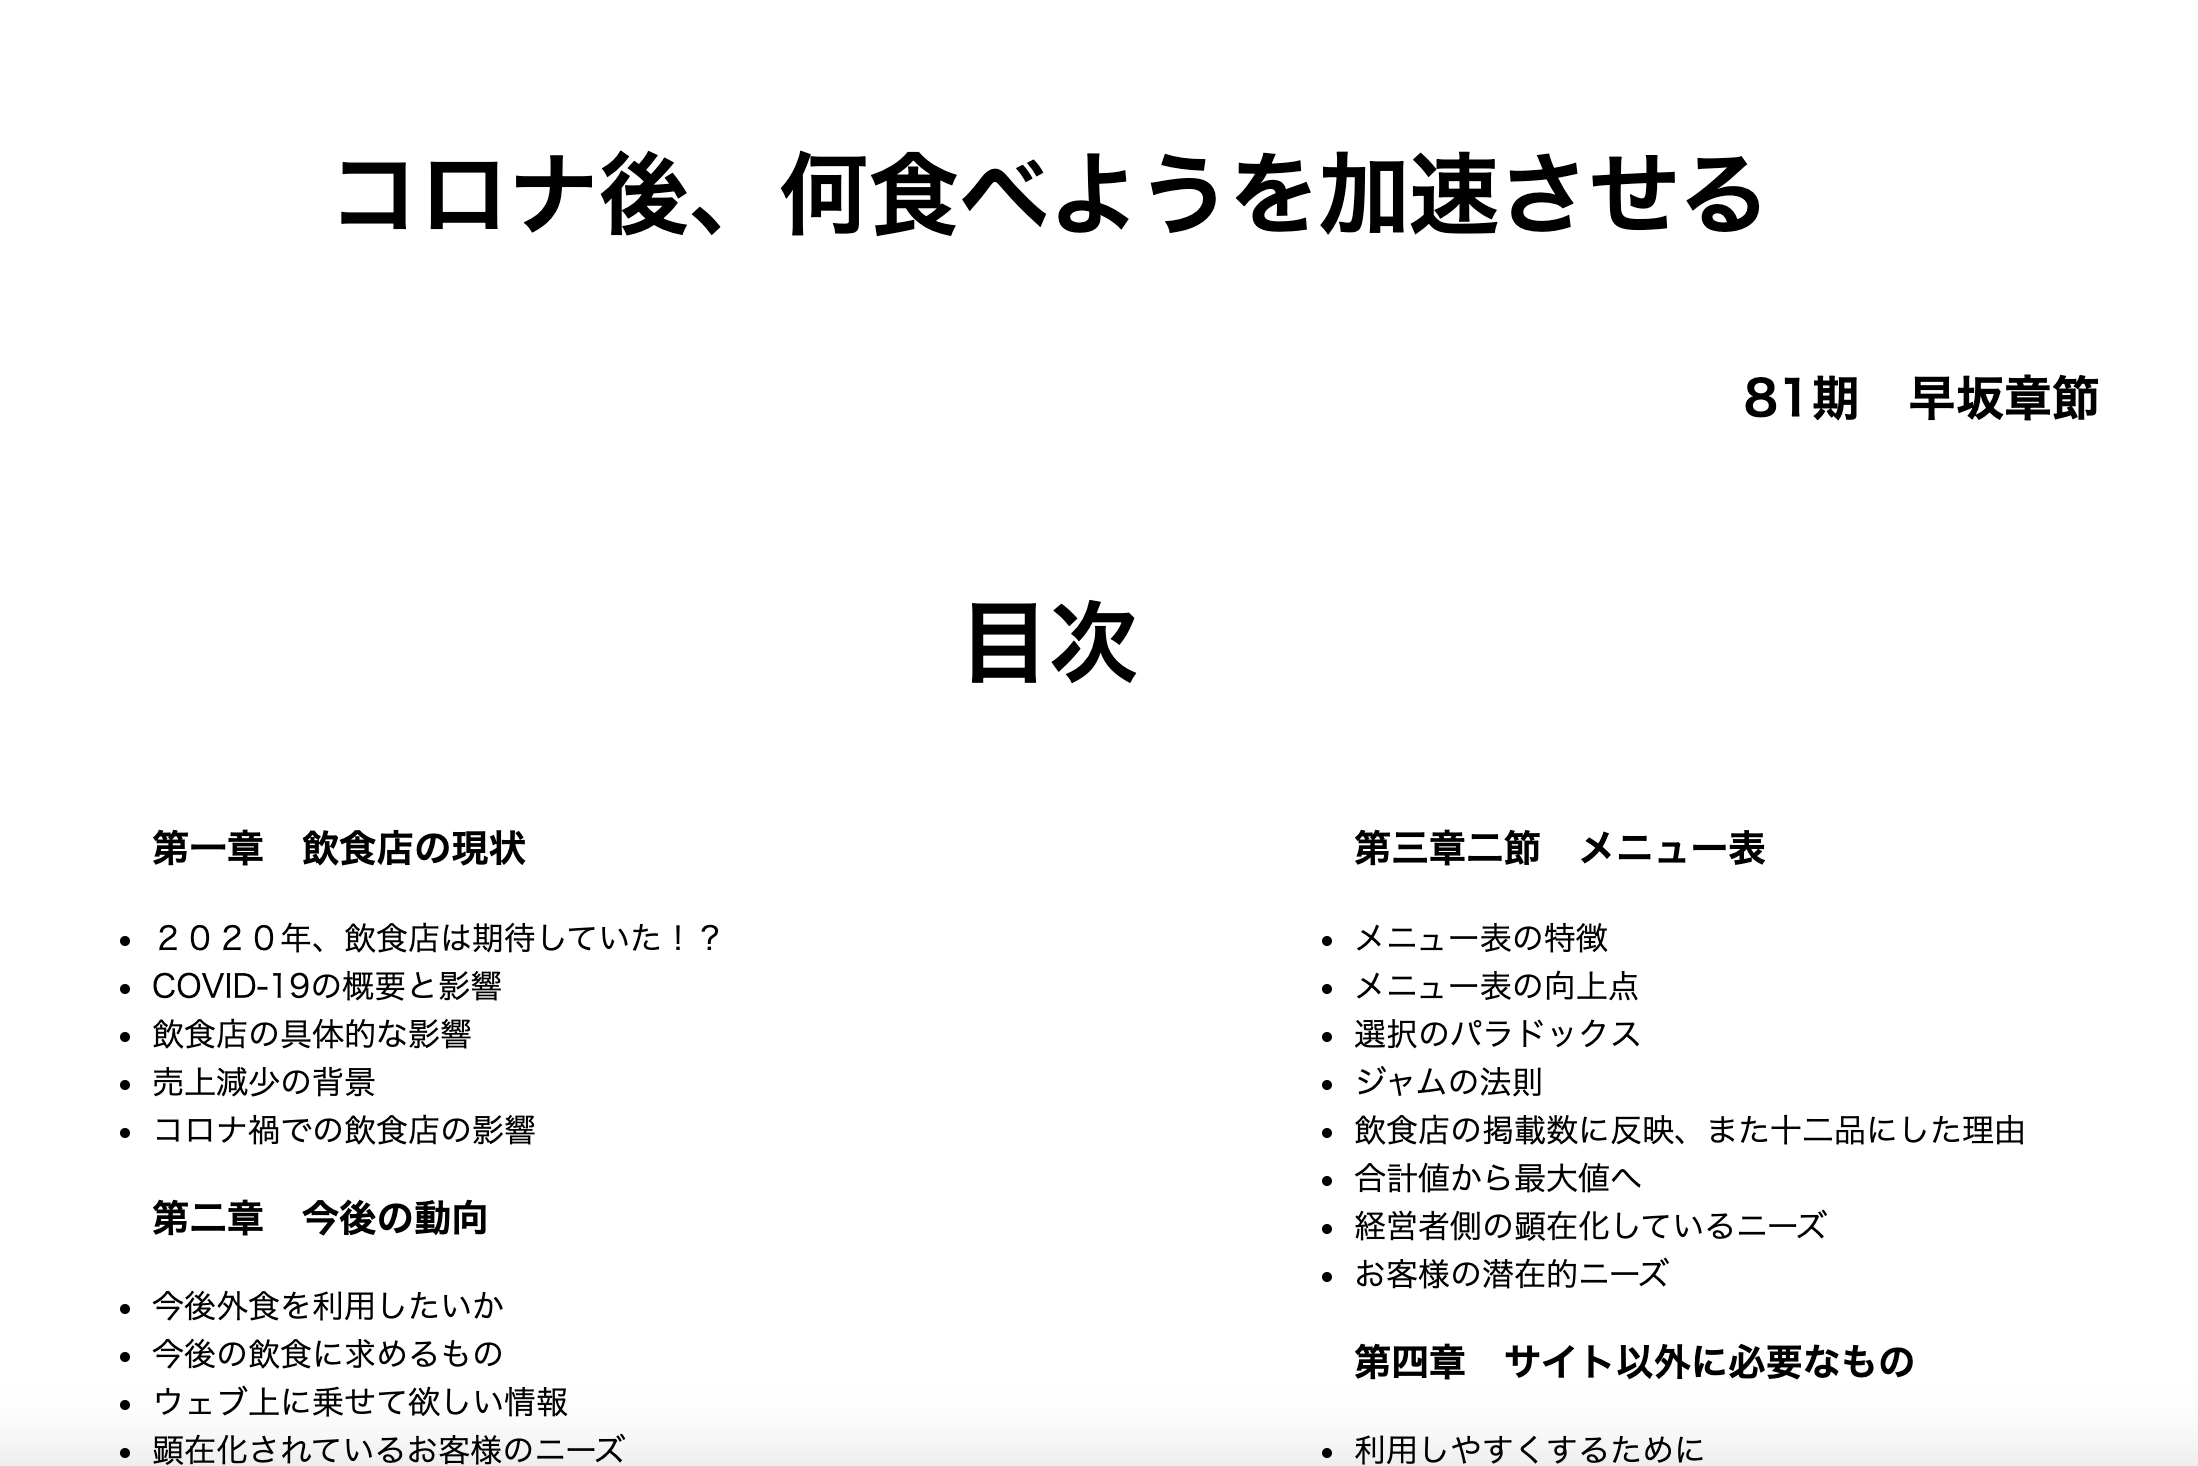 コロナ後、何食べようを加速させる
81期　早坂章節
目次
第一章　飲食店の現状
２０２０年、飲食店は期待していた！？
COVID-19の概要と影響
飲食店の具体的な影響
売上減少の背景
コロナ禍での飲食店の影響
第二章　今後の動向
今後外食を利用したいか
今後の飲食に求めるもの
ウェブ上に乗せて欲しい情報
顕在化されているお客様のニーズ
第三章二節　メニュー表
メニュー表の特徴
メニュー表の向上点
選択のパラドックス
ジャムの法則
飲食店の掲載数に反映、また十二品にした理由
合計値から最大値へ
経営者側の顕在化しているニーズ
お客様の潜在的ニーズ
第四章　サイト以外に必要なもの
利用しやすくするために